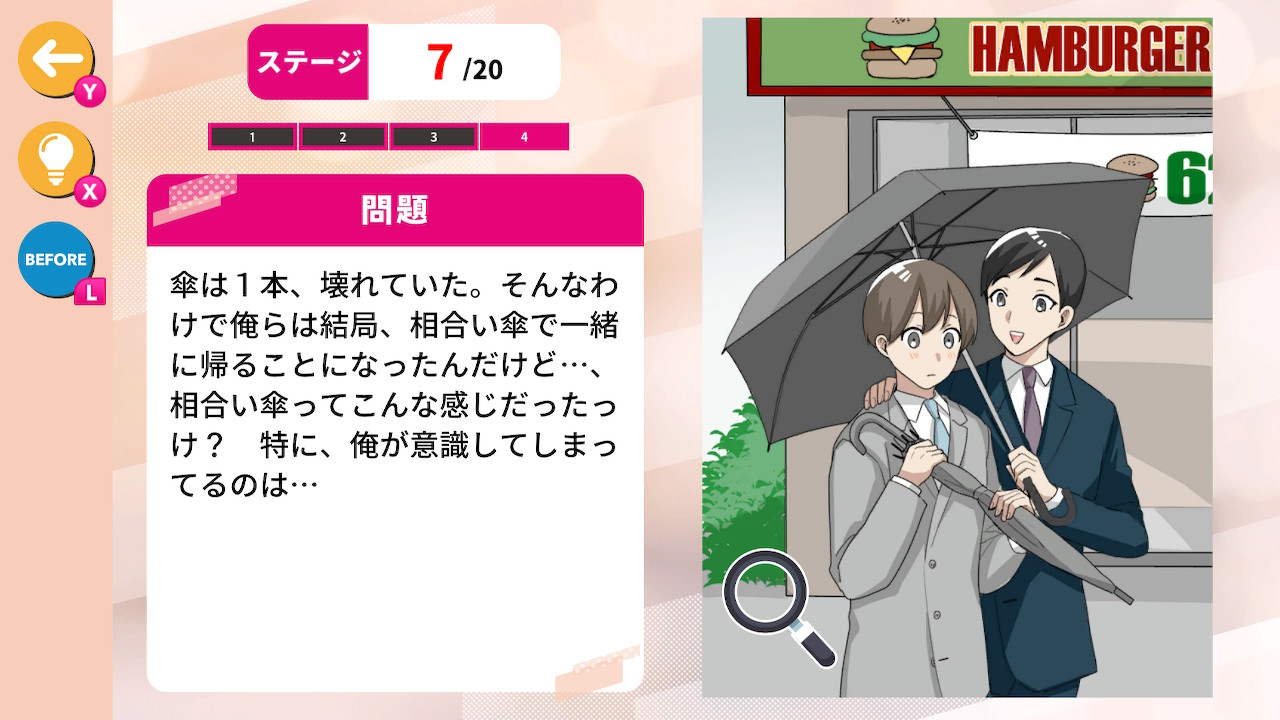 Y
X
BEFORE
L
ステージ
7/20
1 2 3 4
問題
傘は１本、壊れていた。そんなわ
けで俺らは結局、相合い傘で一緒
に帰ることになったんだけど…、
相合い傘ってこんな感じだったっ
け？　特に、俺が意識してしまっ
てるのは…
HAMBURGER